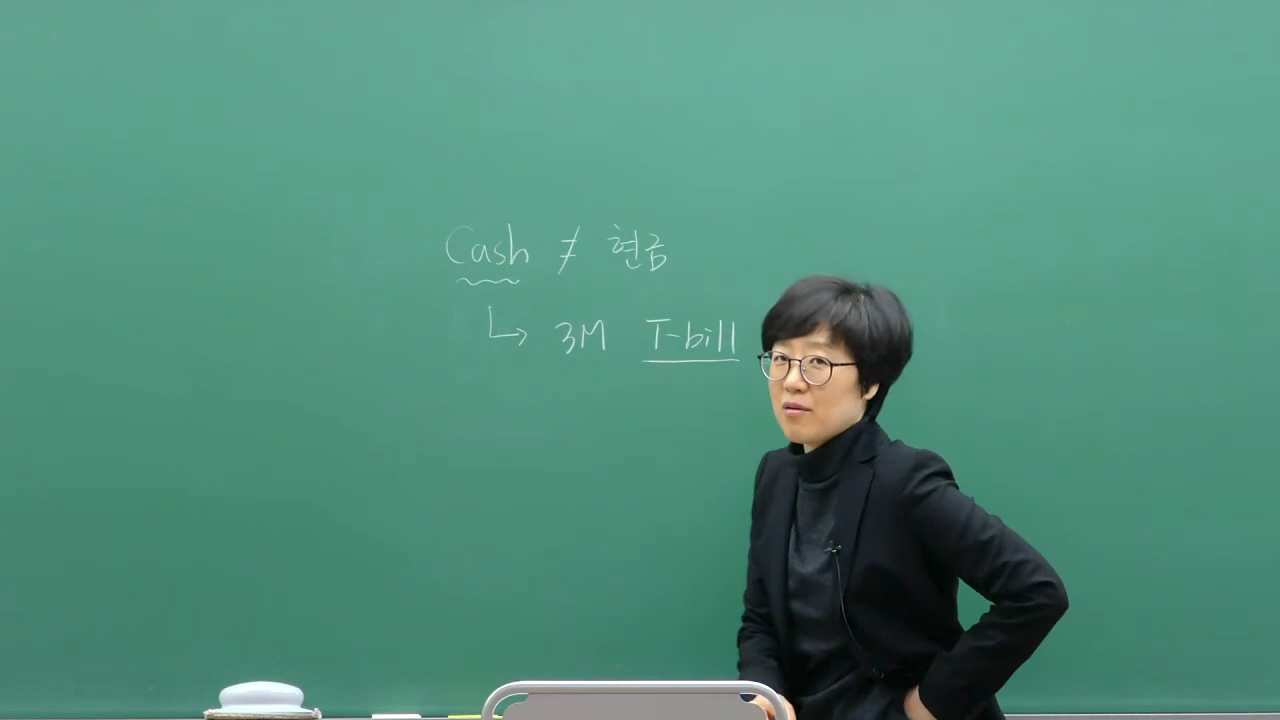 Cash ≠ 현금
↳ 3M T-bill